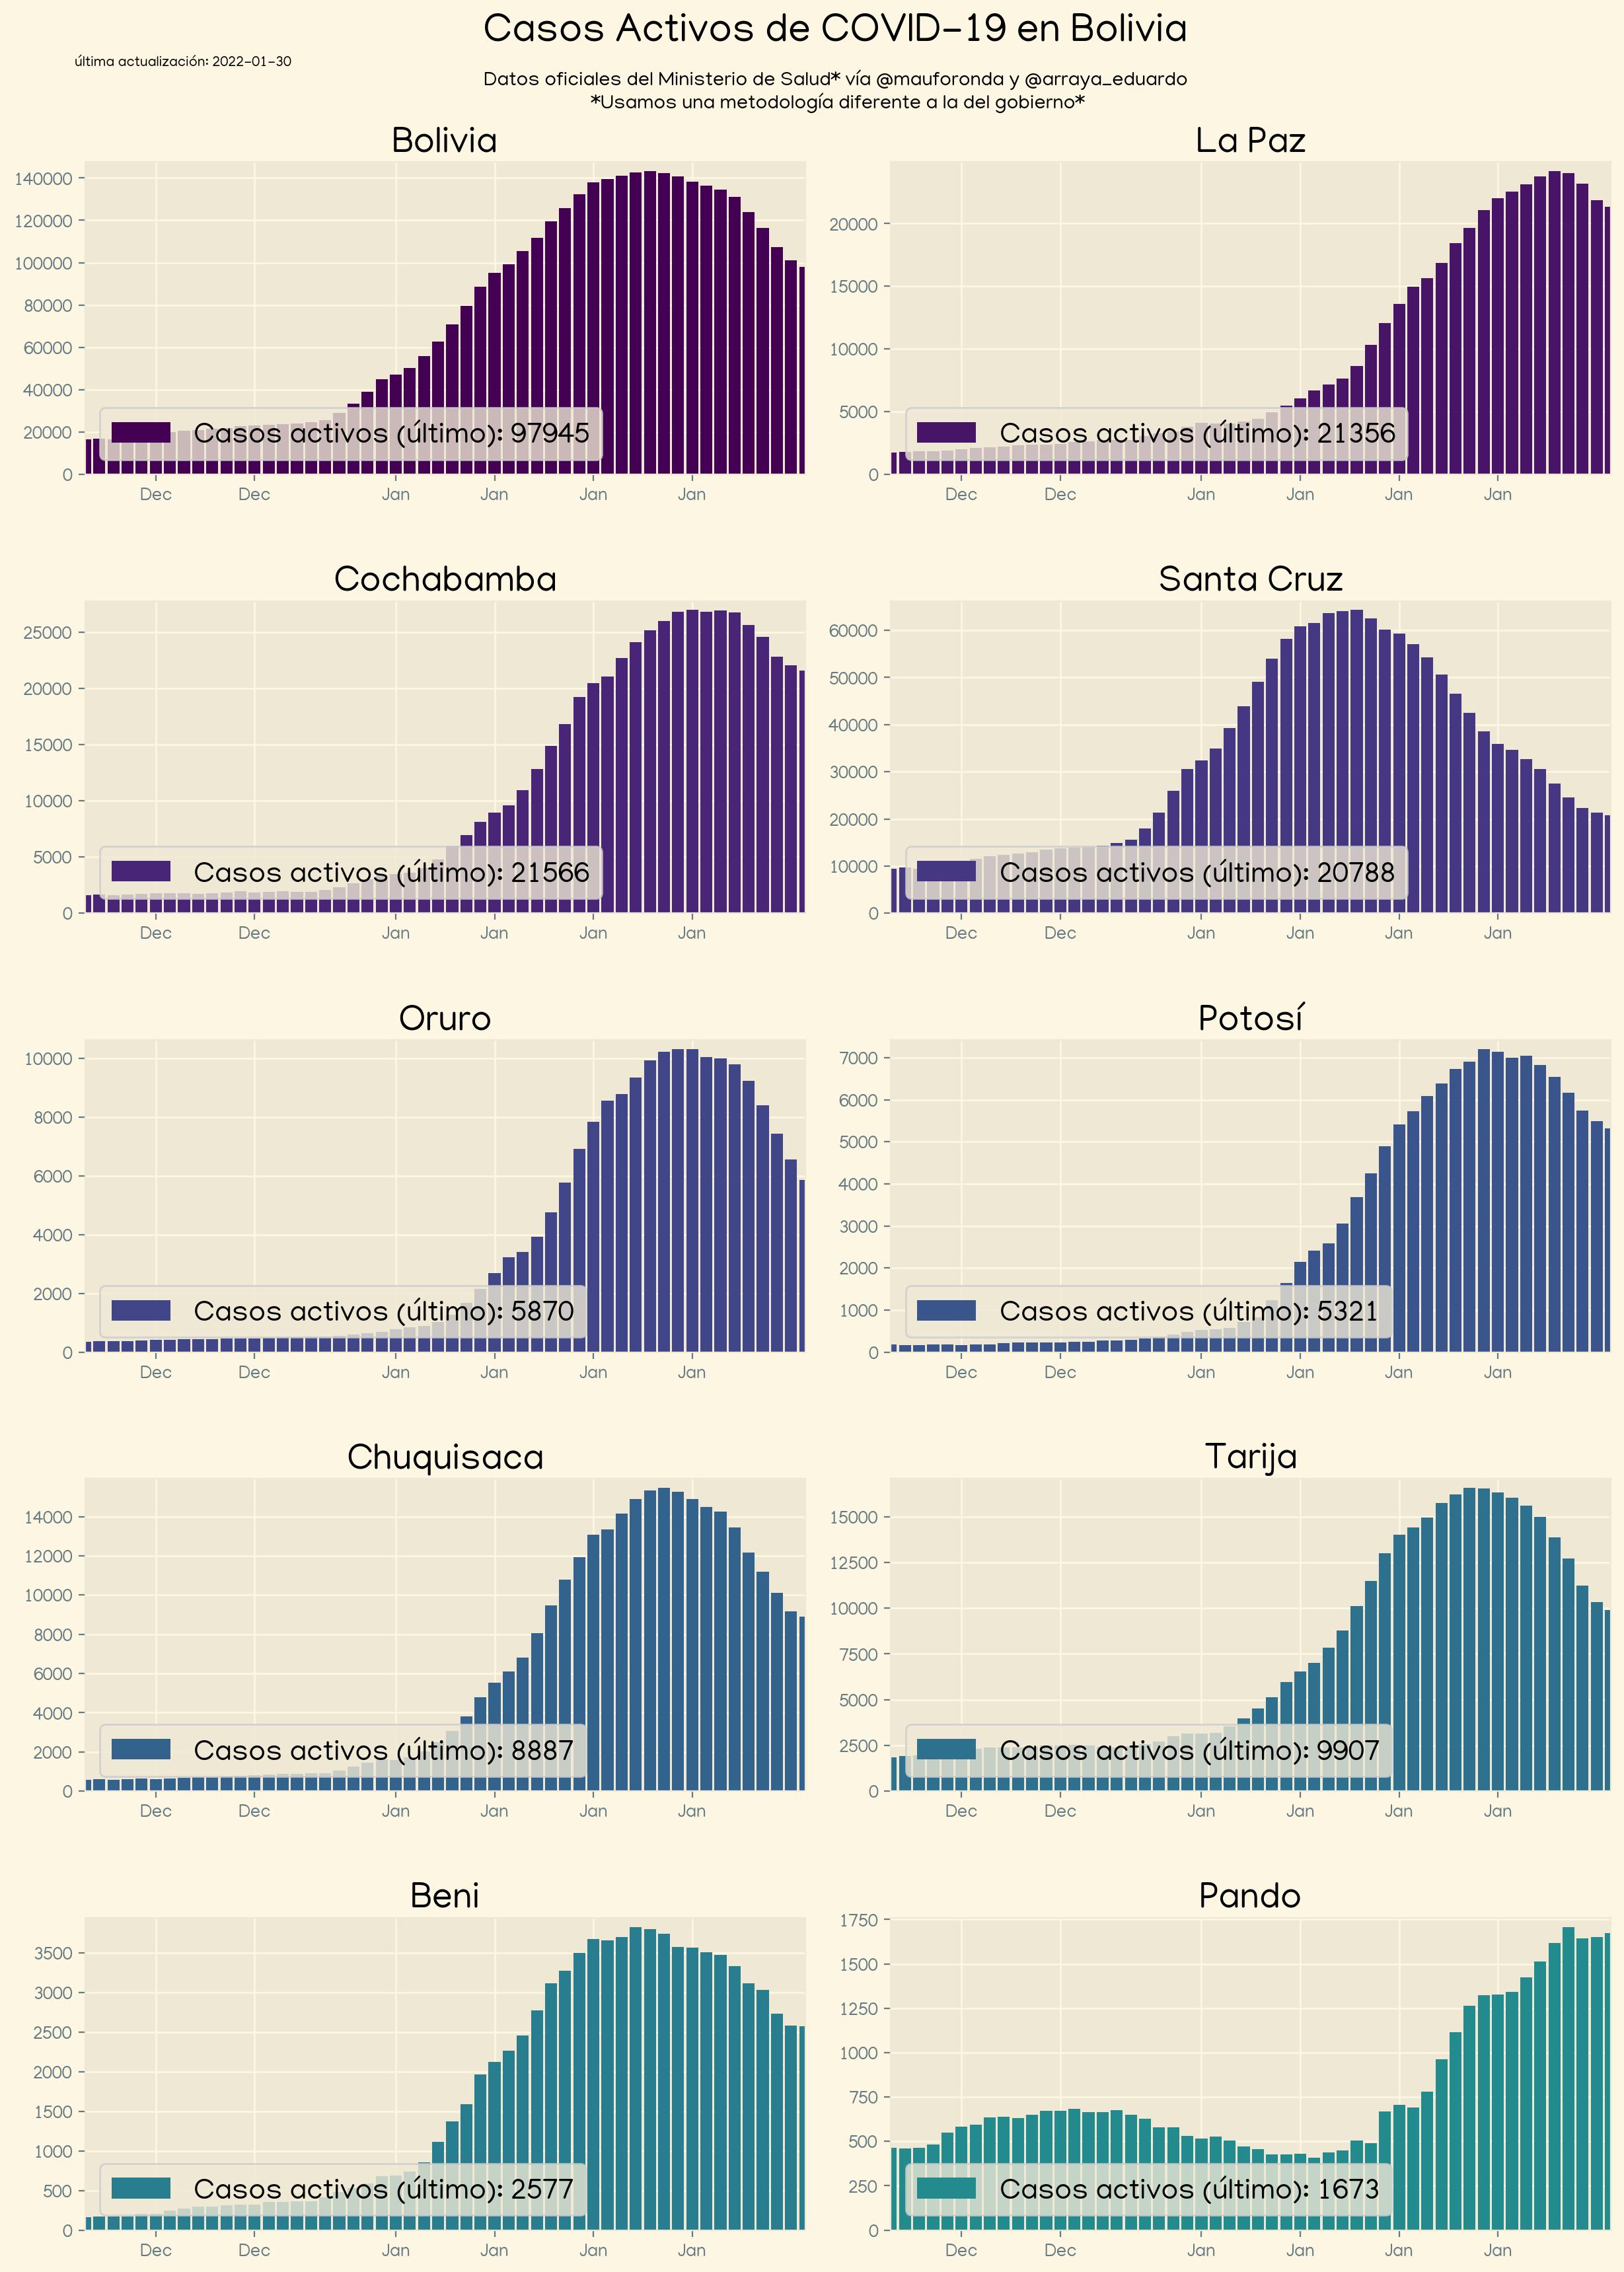 Casos Activos de COVID-19 en Bolivia
última actualización: 2022-01-30
Datos oficiales del Ministerio de Salud* vía @mauforonda y @arraya_eduardo
*Usamos una metodología diferente a la del gobierno*
Bolivia
140000
120000
100000
80000
60000
40000
20000
0
Casos activos (último): 97945
Dec Dec Jan Jan Jan Jan
La Paz
20000
15000
10000
5000
0
Casos activos (último): 21356
Dec Dec Jan Jan Jan Jan
Cochabamba
25000
20000
15000
10000
5000
0
Casos activos (último): 21566
Dec Dec Jan Jan Jan Jan
Santa Cruz
60000
50000
40000
30000
20000
10000
0
Casos activos (último): 20788
Dec Dec Jan Jan Jan Jan
Oruro
10000
8000
6000
4000
2000
0
Casos activos (último): 5870
Dec Dec Jan Jan Jan Jan
Potosí
7000
6000
5000
4000
3000
2000
1000
0
Casos activos (último): 5321
Dec Dec Jan Jan Jan Jan
Chuquisaca
14000
12000
10000
8000
6000
4000
2000
0
Casos activos (último): 8887
Dec Dec Jan Jan Jan Jan
Tarija
15000
12500
10000
7500
5000
2500
0
Casos activos (último): 9907
Dec Dec Jan Jan Jan Jan
Beni
3500
3000
2500
2000
1500
1000
500
0
Casos activos (último): 2577
Dec Dec Jan Jan Jan Jan
Pando
1750
1500
1250
1000
750
500
250
0
Casos activos (último): 1673
Dec Dec Jan Jan Jan Jan